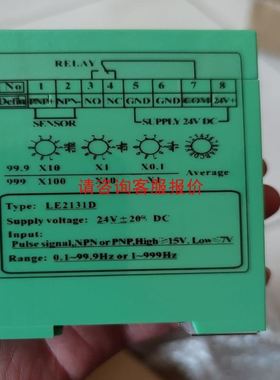 RELAY
No 1 2 3 4 5 6 7 8
Defin PNP+ NPN- NO NC GND GND COM 24V+
SENSOR SUPPLY 24V DC
99.9 X10 X1 X0.1 Average
999 X100
请咨询客服报价
Type: LE2131D
Supply voltage: 24V±20% DC
Input:
Pulse signal,NPN or PNP,High≥15V. Low≤7V
Range: 0.1~99.9Hz or 1~999Hz